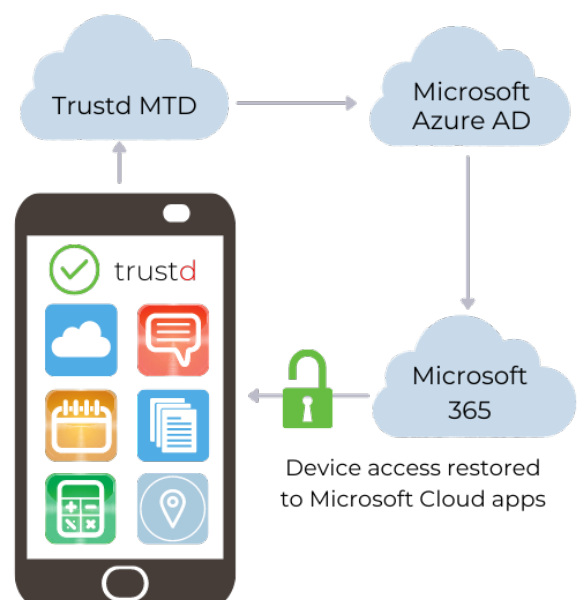 Trustd MTD
Microsoft
Azure AD
trustd
Microsoft
365
Device access restored
to Microsoft Cloud apps